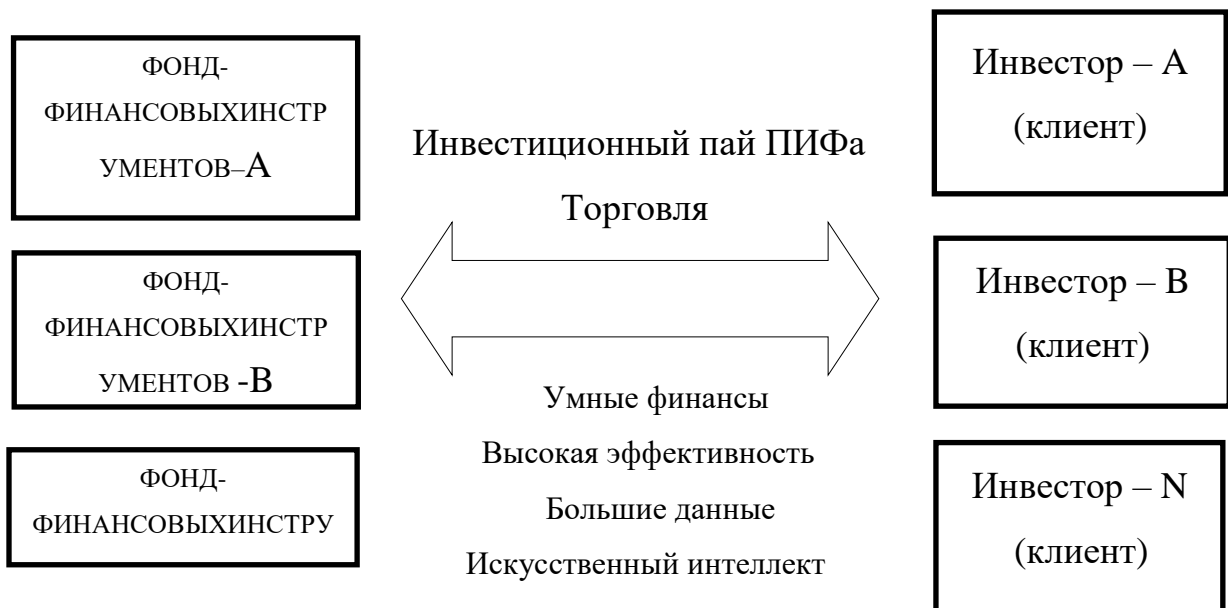 ФОНД-
ФИНАНСОВЫХИНСТР
УМЕНТОВ–А
ФОНД-
ФИНАНСОВЫХИНСТР
УМЕНТОВ -В
ФОНД-
ФИНАНСОВЫХИНСТРУ
Инвестиционный пай ПИФа
Торговля
Умные финансы
Высокая эффективность
Большие данные
Искусственный интеллект
Инвестор – А
(клиент)
Инвестор – В
(клиент)
Инвестор – N
(клиент)